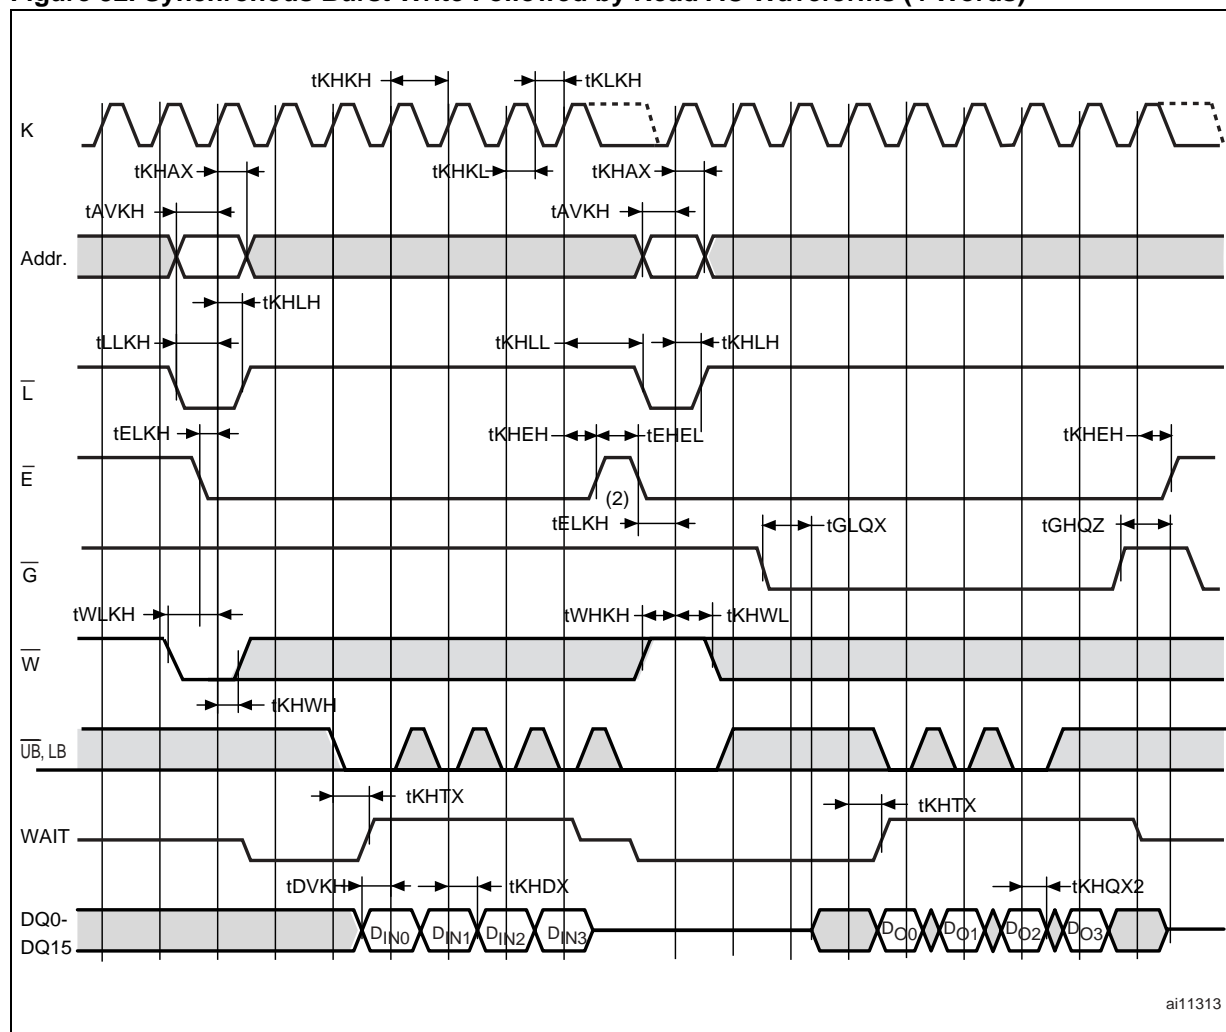 Figure 32. Synchronous Burst Write Followed by Read AC Waveforms (4 Words)
tKHKH tKLKH
K
tKHAX tKHKL tKHAX
tAVKH tAVKH
Addr.
tKHLH
tLLKH tKHLL tKHLH
L
tELKH tKHEH tEHEL tKHEH
E
(2)
tELKH tGLQX tGHQZ
G
tWLKH tWHKH tKHWL
W
tKHWH
UB, LB
tKHTX tKHTX
WAIT
tDVKH tKHDX tKHQX2
DQ0-
DQ15
DIN0 DIN1 DIN2 DIN3 DO0 DO1 DO2 DO3
ai11313